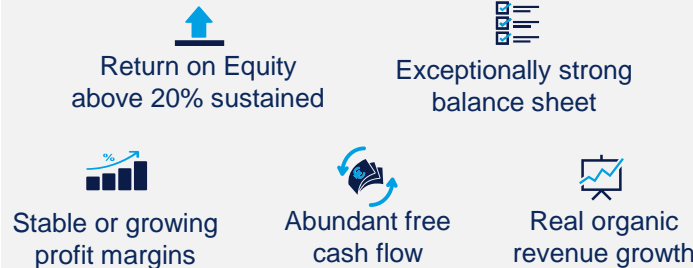 Return on Equity
above 20% sustained
Exceptionally strong
balance sheet
%
Stable or growing
profit margins
€
Abundant free
cash flow
Real organic
revenue growth